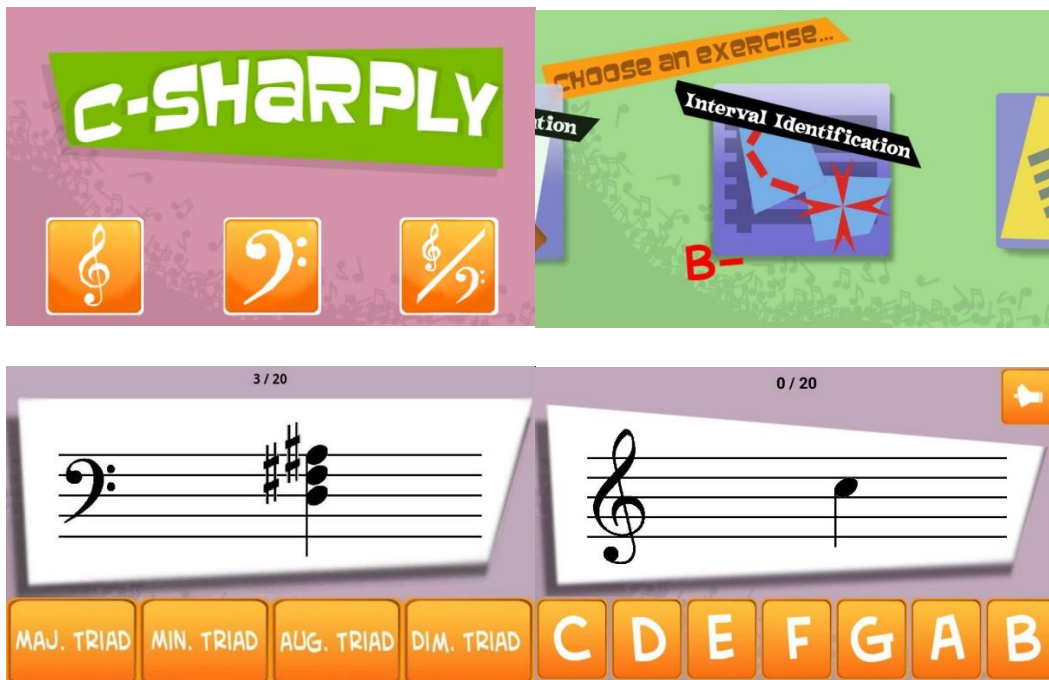 C-SHARPLY
CHOOSE AN EXERCISE...
tion
Interval Identification
B-
3 / 20
MAJ. TRIAD
MIN. TRIAD
AUG. TRIAD
DIM. TRIAD
0 / 20
C
D
E
F
G
A
B